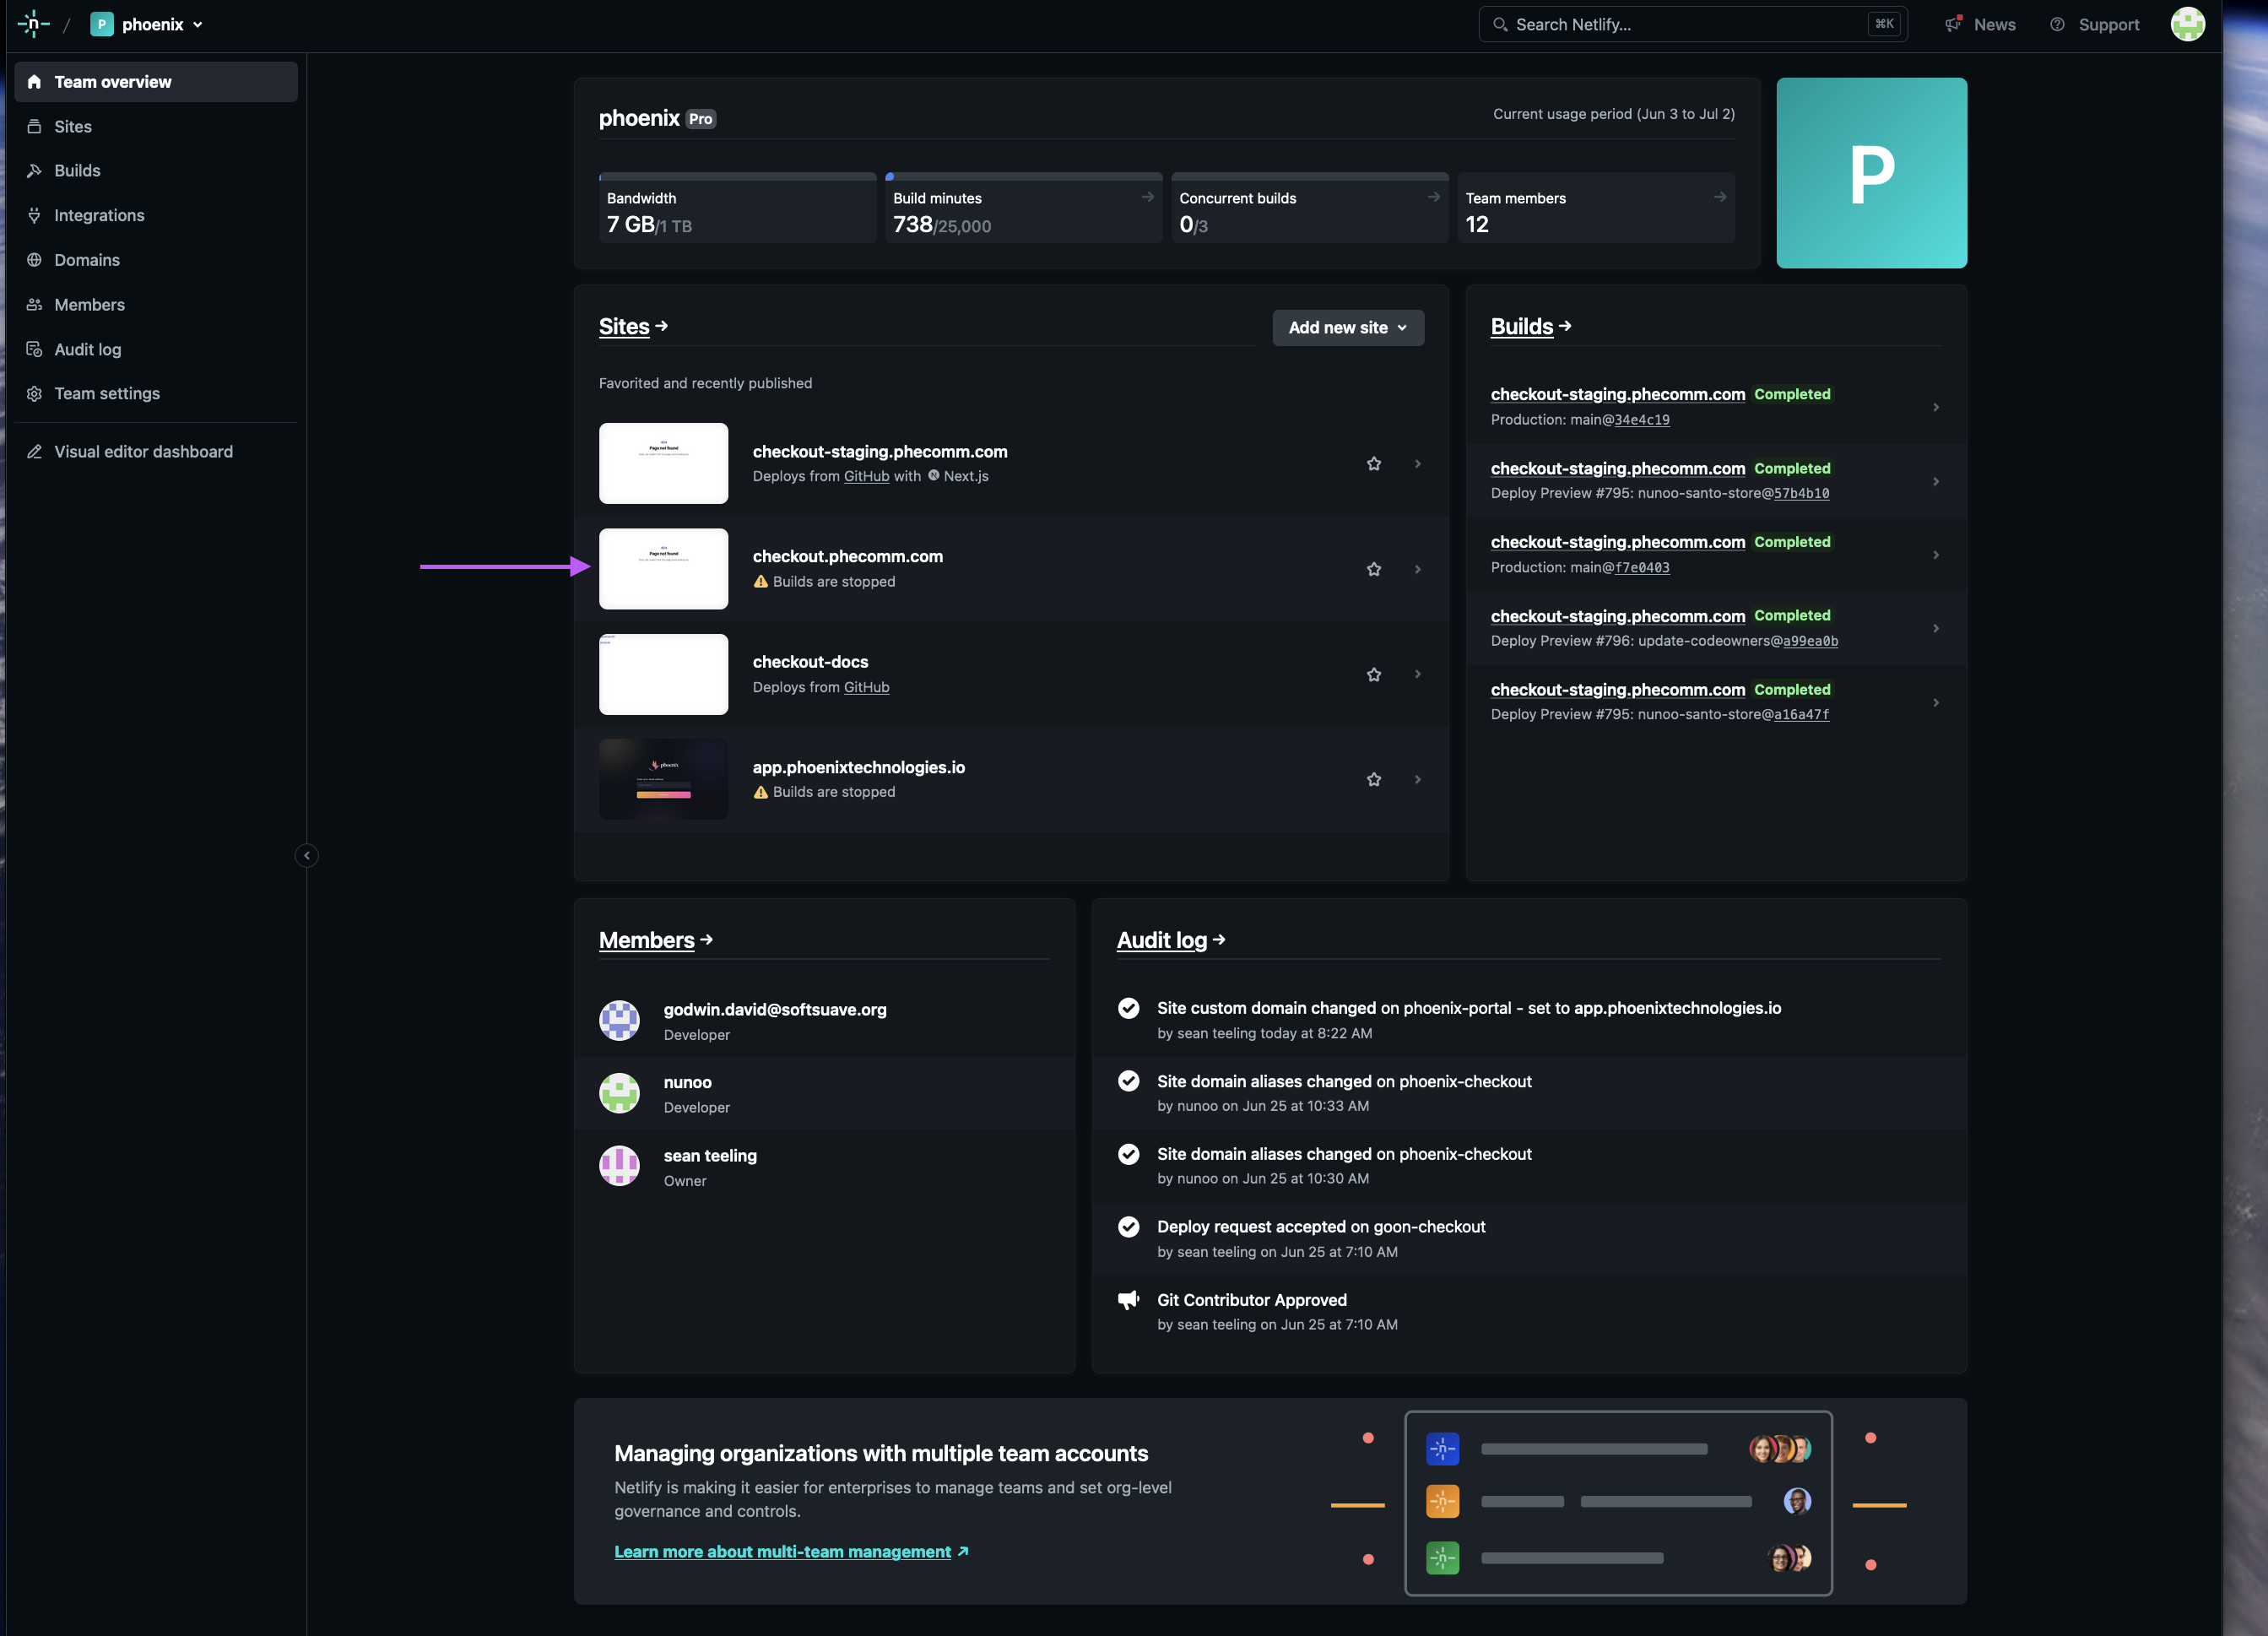 / P phoenix
Search Netlify... ⌘K
News
Support
Team overview
Sites
Builds
Integrations
Domains
Members
Audit log
Team settings
Visual editor dashboard
phoenix Pro
Current usage period (Jun 3 to Jul 2)
Bandwidth
7 GB/1 TB
Build minutes →
738/25,000
Concurrent builds →
0/3
Team members →
12
P
Sites →
Add new site
Favorited and recently published
404
Page not found
checkout-staging.phecomm.com
Deploys from GitHub with Next.js
404
Page not found
checkout.phecomm.com
Builds are stopped
checkout-docs
Deploys from GitHub
phoenix
app.phoenixtechnologies.io
Builds are stopped
Builds →
checkout-staging.phecomm.com Completed
Production: main@34e4c19
checkout-staging.phecomm.com Completed
Deploy Preview #795: nunoo-santo-store@57b4b10
checkout-staging.phecomm.com Completed
Production: main@f7e0403
checkout-staging.phecomm.com Completed
Deploy Preview #796: update-codeowners@a99ea0b
checkout-staging.phecomm.com Completed
Deploy Preview #795: nunoo-santo-store@a16a47f
Members →
godwin.david@softsuave.org
Developer
nunoo
Developer
sean teeling
Owner
Audit log →
Site custom domain changed on phoenix-portal - set to app.phoenixtechnologies.io
by sean teeling today at 8:22 AM
Site domain aliases changed on phoenix-checkout
by nunoo on Jun 25 at 10:33 AM
Site domain aliases changed on phoenix-checkout
by nunoo on Jun 25 at 10:30 AM
Deploy request accepted on goon-checkout
by sean teeling on Jun 25 at 7:10 AM
Git Contributor Approved
by sean teeling on Jun 25 at 7:10 AM
Managing organizations with multiple team accounts
Netlify is making it easier for enterprises to manage teams and set org-level
governance and controls.
Learn more about multi-team management ↗